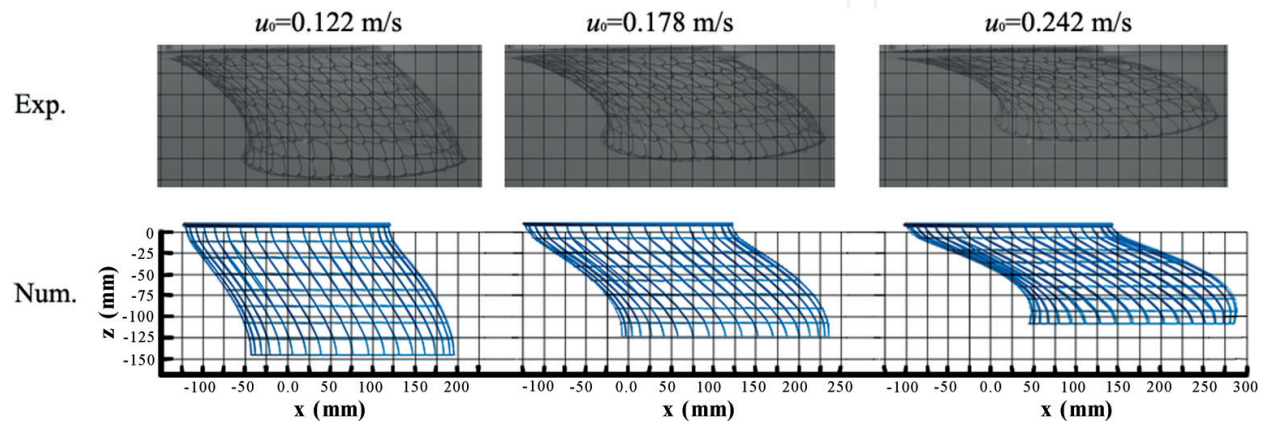 u₀=0.122 m/s u₀=0.178 m/s u₀=0.242 m/s
Exp.
Num.
z (mm)
0
-25
-50
-75
-100
-125
-150
-100 -50 0.0 50 100 150 200
-100 -50 0.0 50 100 150 200 250
-100 -50 0.0 50 100 150 200 250 300
x (mm) x (mm) x (mm)